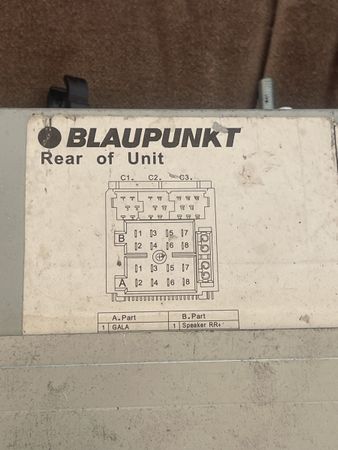 BLAUPUNKT
Rear of Unit
C1. C2. C3.
B 1 3 5 7
2 4 6 8
1 3 5 7
A 2 4 6 8
A.Part B.Part
1 GALA 1 Speaker RR+